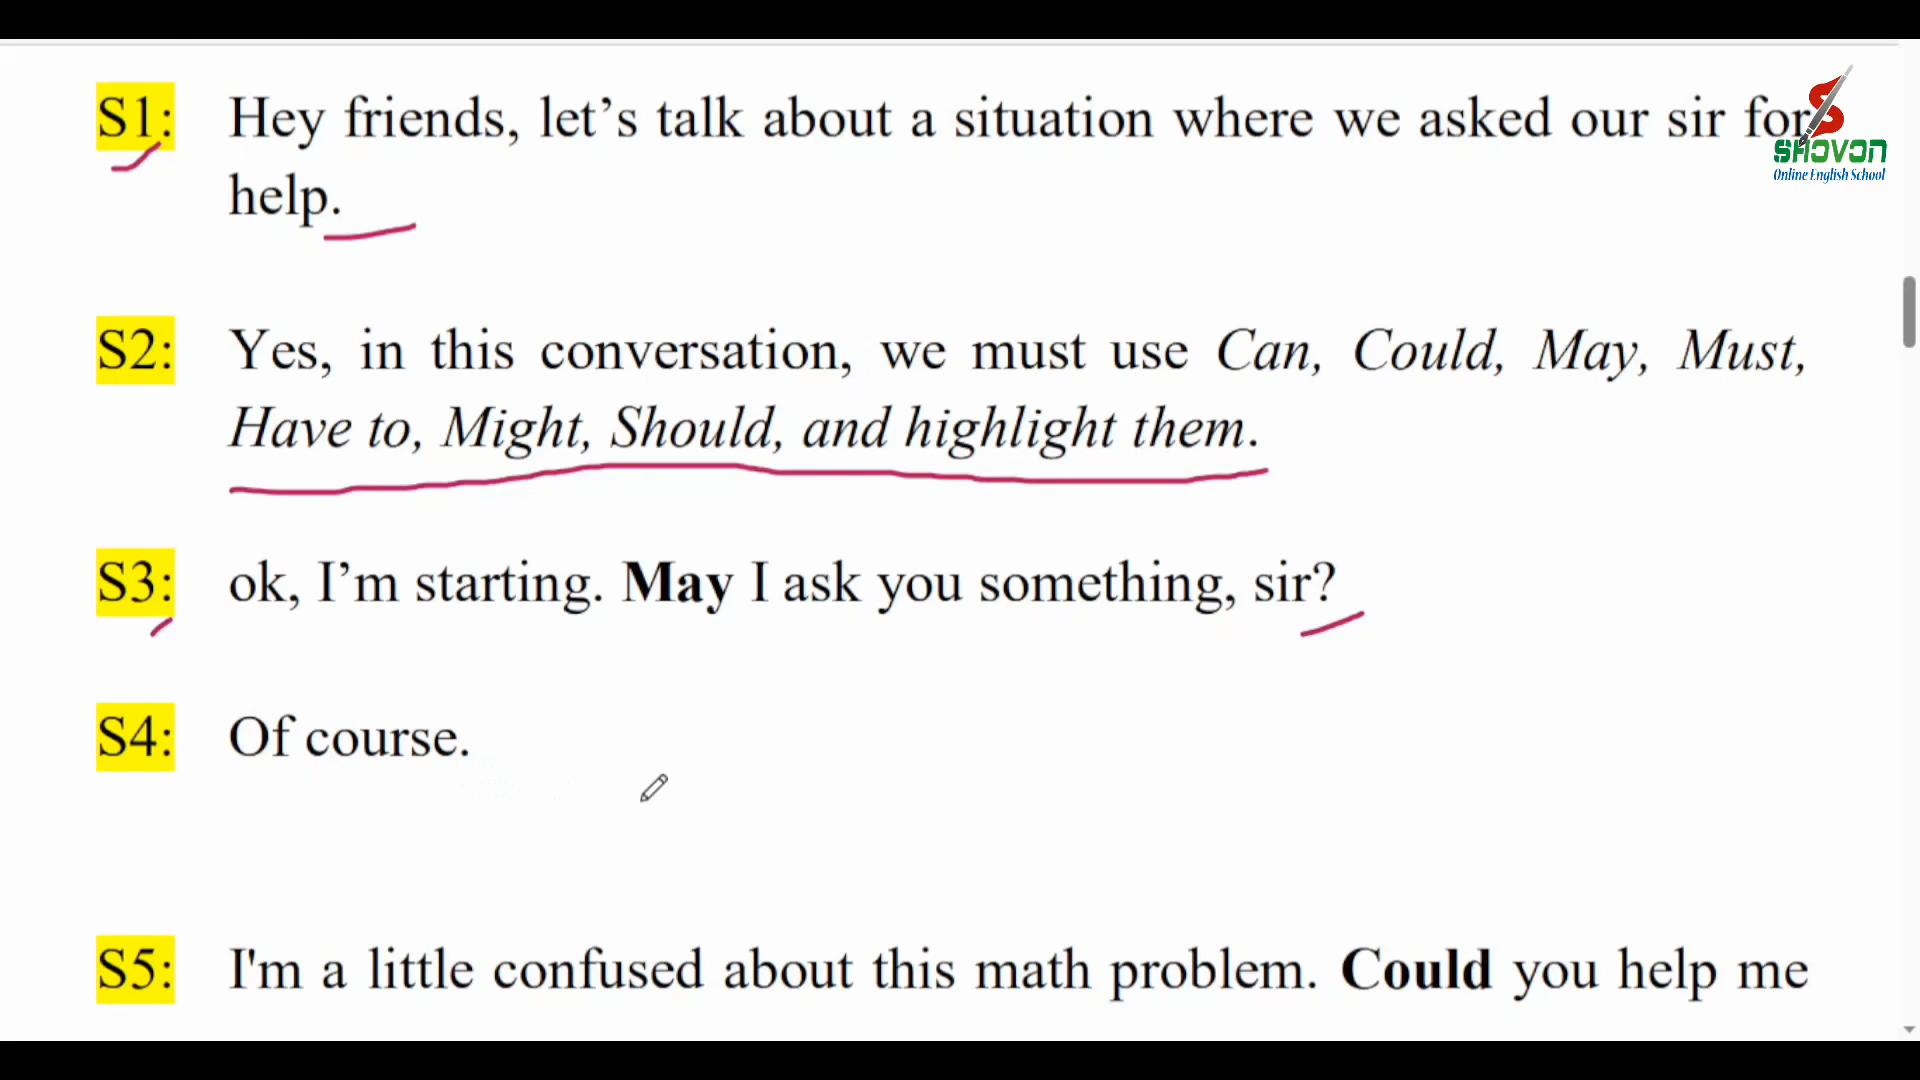 S1: Hey friends, let’s talk about a situation where we asked our sir for
help.
SHOVON
Online English School
S2: Yes, in this conversation, we must use Can, Could, May, Must,
Have to, Might, Should, and highlight them.
S3: ok, I’m starting. May I ask you something, sir?
S4: Of course.
S5: I'm a little confused about this math problem. Could you help me